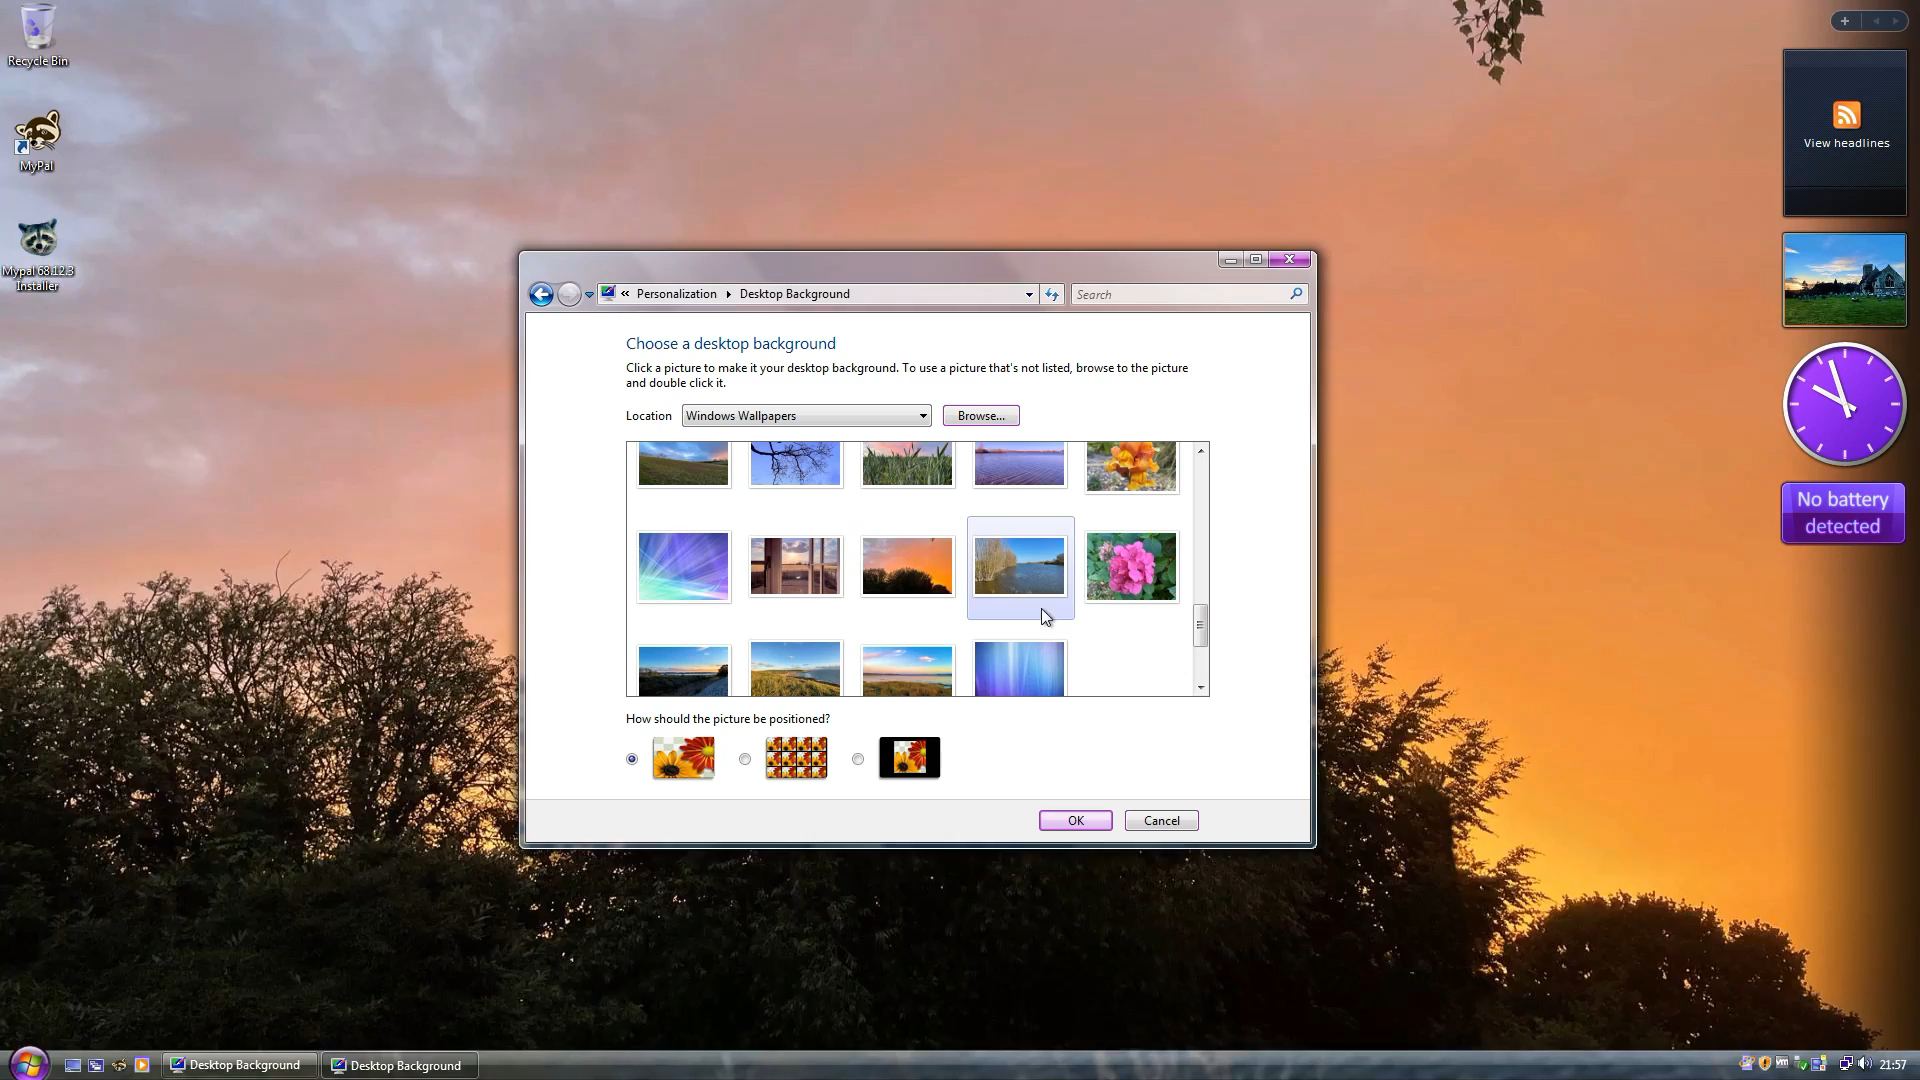 Recycle Bin
MyPal
Mypal 68.12.3
Installer
View headlines
No battery
detected
« Personalization
Desktop Background
Search
Choose a desktop background
Click a picture to make it your desktop background. To use a picture that's not listed, browse to the picture
and double click it.
Location
Windows Wallpapers
Browse...
How should the picture be positioned?
OK
Cancel
Desktop Background
Desktop Background
vm
21:57